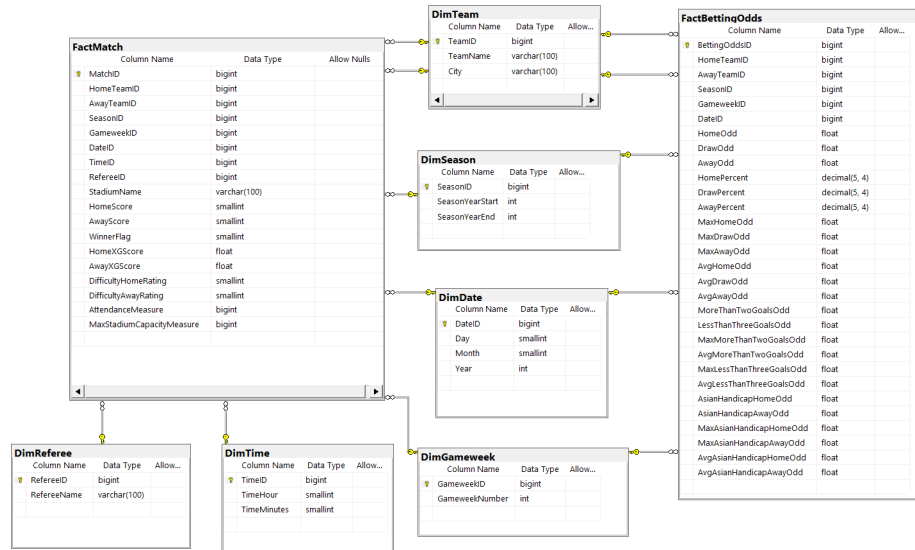 DimTeam
Column Name Data Type Allow...
TeamID bigint
TeamName varchar(100)
City varchar(100)
FactBettingOdds
Column Name Data Type Allow...
BettingOddsID bigint
HomeTeamID bigint
AwayTeamID bigint
SeasonID bigint
GameweekID bigint
DateID bigint
HomeOdd float
DrawOdd float
AwayOdd float
HomePercent decimal(5, 4)
DrawPercent decimal(5, 4)
AwayPercent decimal(5, 4)
MaxHomeOdd float
MaxDrawOdd float
MaxAwayOdd float
AvgHomeOdd float
AvgDrawOdd float
AvgAwayOdd float
MoreThanTwoGoalsOdd float
LessThanThreeGoalsOdd float
MaxMoreThanTwoGoalsOdd float
AvgMoreThanTwoGoalsOdd float
MaxLessThanThreeGoalsOdd float
AvgLessThanThreeGoalsOdd float
AsianHandicapHomeOdd float
AsianHandicapAwayOdd float
MaxAsianHandicapHomeOdd float
MaxAsianHandicapAwayOdd float
AvgAsianHandicapHomeOdd float
AvgAsianHandicapAwayOdd float
FactMatch
Column Name Data Type Allow Nulls
MatchID bigint
HomeTeamID bigint
AwayTeamID bigint
SeasonID bigint
GameweekID bigint
DateID bigint
TimeID bigint
RefereeID bigint
StadiumName varchar(100)
HomeScore smallint
AwayScore smallint
WinnerFlag smallint
HomeXGScore float
AwayXGScore float
DifficultyHomeRating smallint
DifficultyAwayRating smallint
AttendanceMeasure bigint
MaxStadiumCapacityMeasure bigint
DimSeason
Column Name Data Type Allow...
SeasonID bigint
SeasonYearStart int
SeasonYearEnd int
DimDate
Column Name Data Type Allow...
DateID bigint
Day smallint
Month smallint
Year int
DimReferee
Column Name Data Type Allow...
RefereeID bigint
RefereeName varchar(100)
DimTime
Column Name Data Type Allow...
TimeID bigint
TimeHour smallint
TimeMinutes smallint
DimGameweek
Column Name Data Type Allow...
GameweekID bigint
GameweekNumber int